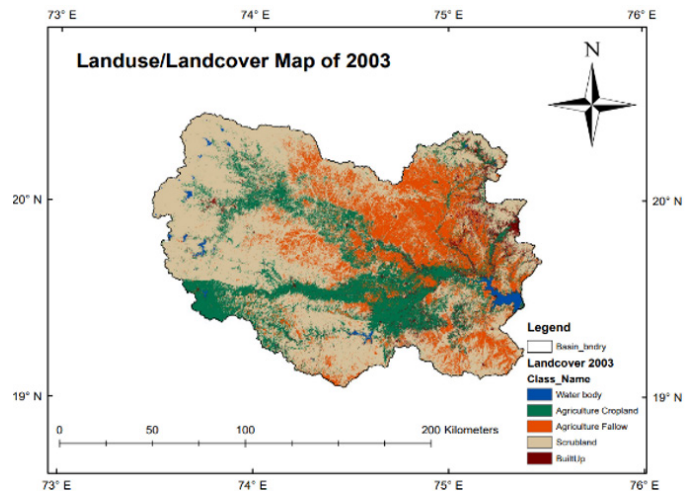 73° E
74° E
75° E
76° E
Landuse/Landcover Map of 2003
N
20° N
20° N
Legend
Basin_bndry
Landcover 2003
Class_Name
Water body
Agriculture Cropland
Agriculture Fallow
Scrubland
BuiltUp
19° N
19° N
0
50
100
200 Kilometers
73° E
74° E
75° E
76° E